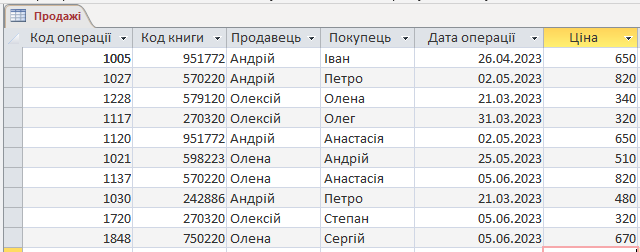 Продажі
Код операції Код книги Продавець Покупець Дата операції Ціна
1005 951772 Андрій Іван 26.04.2023 650
1027 570220 Андрій Петро 02.05.2023 820
1228 579120 Олексій Олена 21.03.2023 340
1117 270320 Олексій Олег 31.03.2023 320
1120 951772 Андрій Анастасія 02.05.2023 650
1021 598223 Олена Андрій 25.05.2023 510
1137 570220 Олена Анастасія 05.06.2023 820
1030 242886 Андрій Петро 21.03.2023 480
1720 270320 Олексій Степан 05.06.2023 320
1848 750220 Олена Сергій 05.06.2023 670